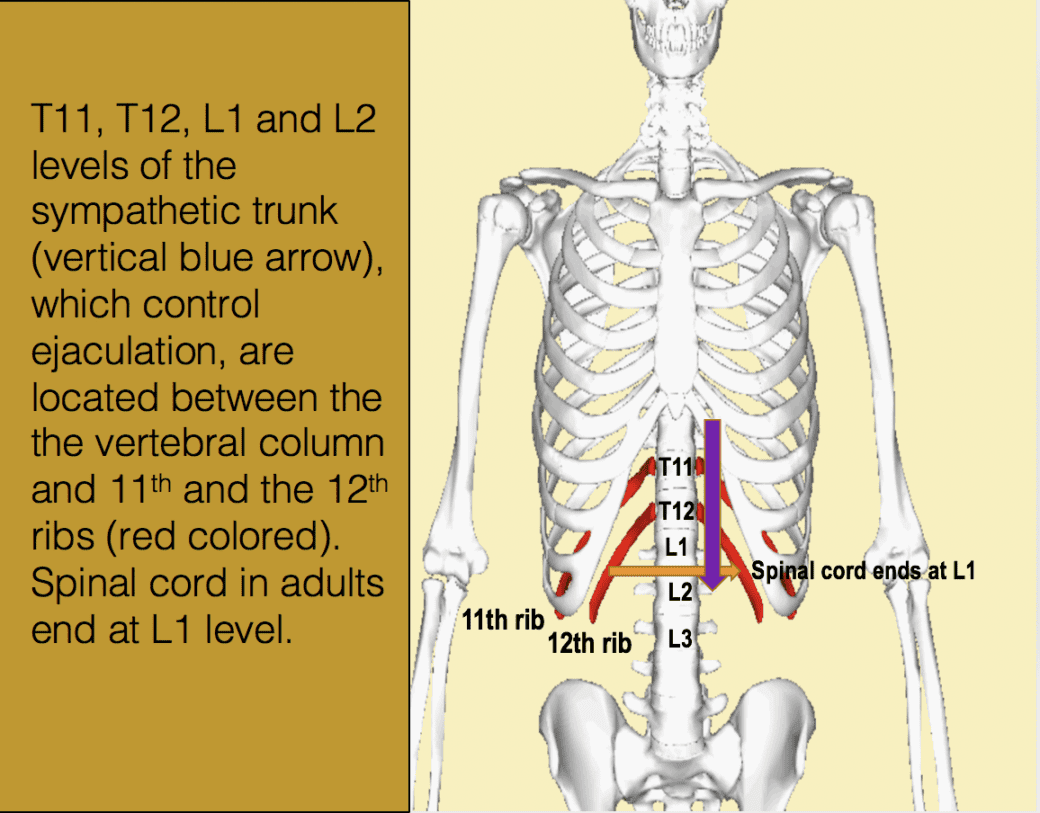 T11, T12, L1 and L2
levels of the
sympathetic trunk
(vertical blue arrow),
which control
ejaculation, are
located between the
the vertebral column
and 11th and the 12th
ribs (red colored).
Spinal cord in adults
end at L1 level.
T11
T12
L1
Spinal cord ends at L1
L2
11th rib
12th rib
L3